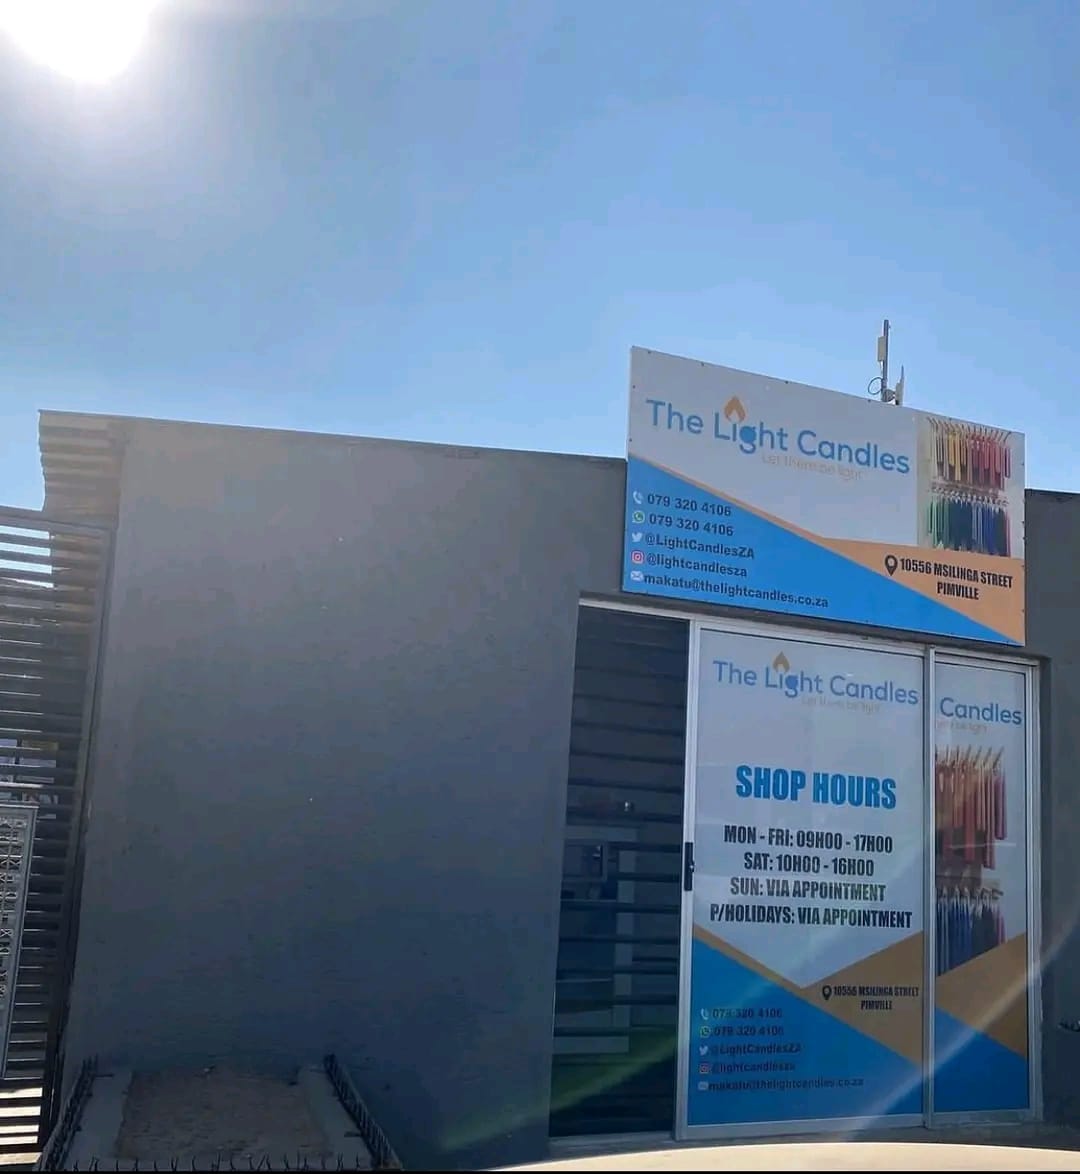 The Light Candles
Let there be light
079 320 4106
079 320 4106
@LightCandlesZA
@lightcandlesza
makatu@thelightcandles.co.za
10556 MSILINGA STREET
PIMVILLE
The Light Candles
Let there be light
Candles
be light
SHOP HOURS
MON - FRI: 09H00 - 17H00
SAT: 10H00 - 16H00
SUN: VIA APPOINTMENT
P/HOLIDAYS: VIA APPOINTMENT
10556 MSILINGA STREET
PIMVILLE
079 320 4106
079 320 4106
@LightCandlesZA
@lightcandlesza
makatu@thelightcandles.co.za